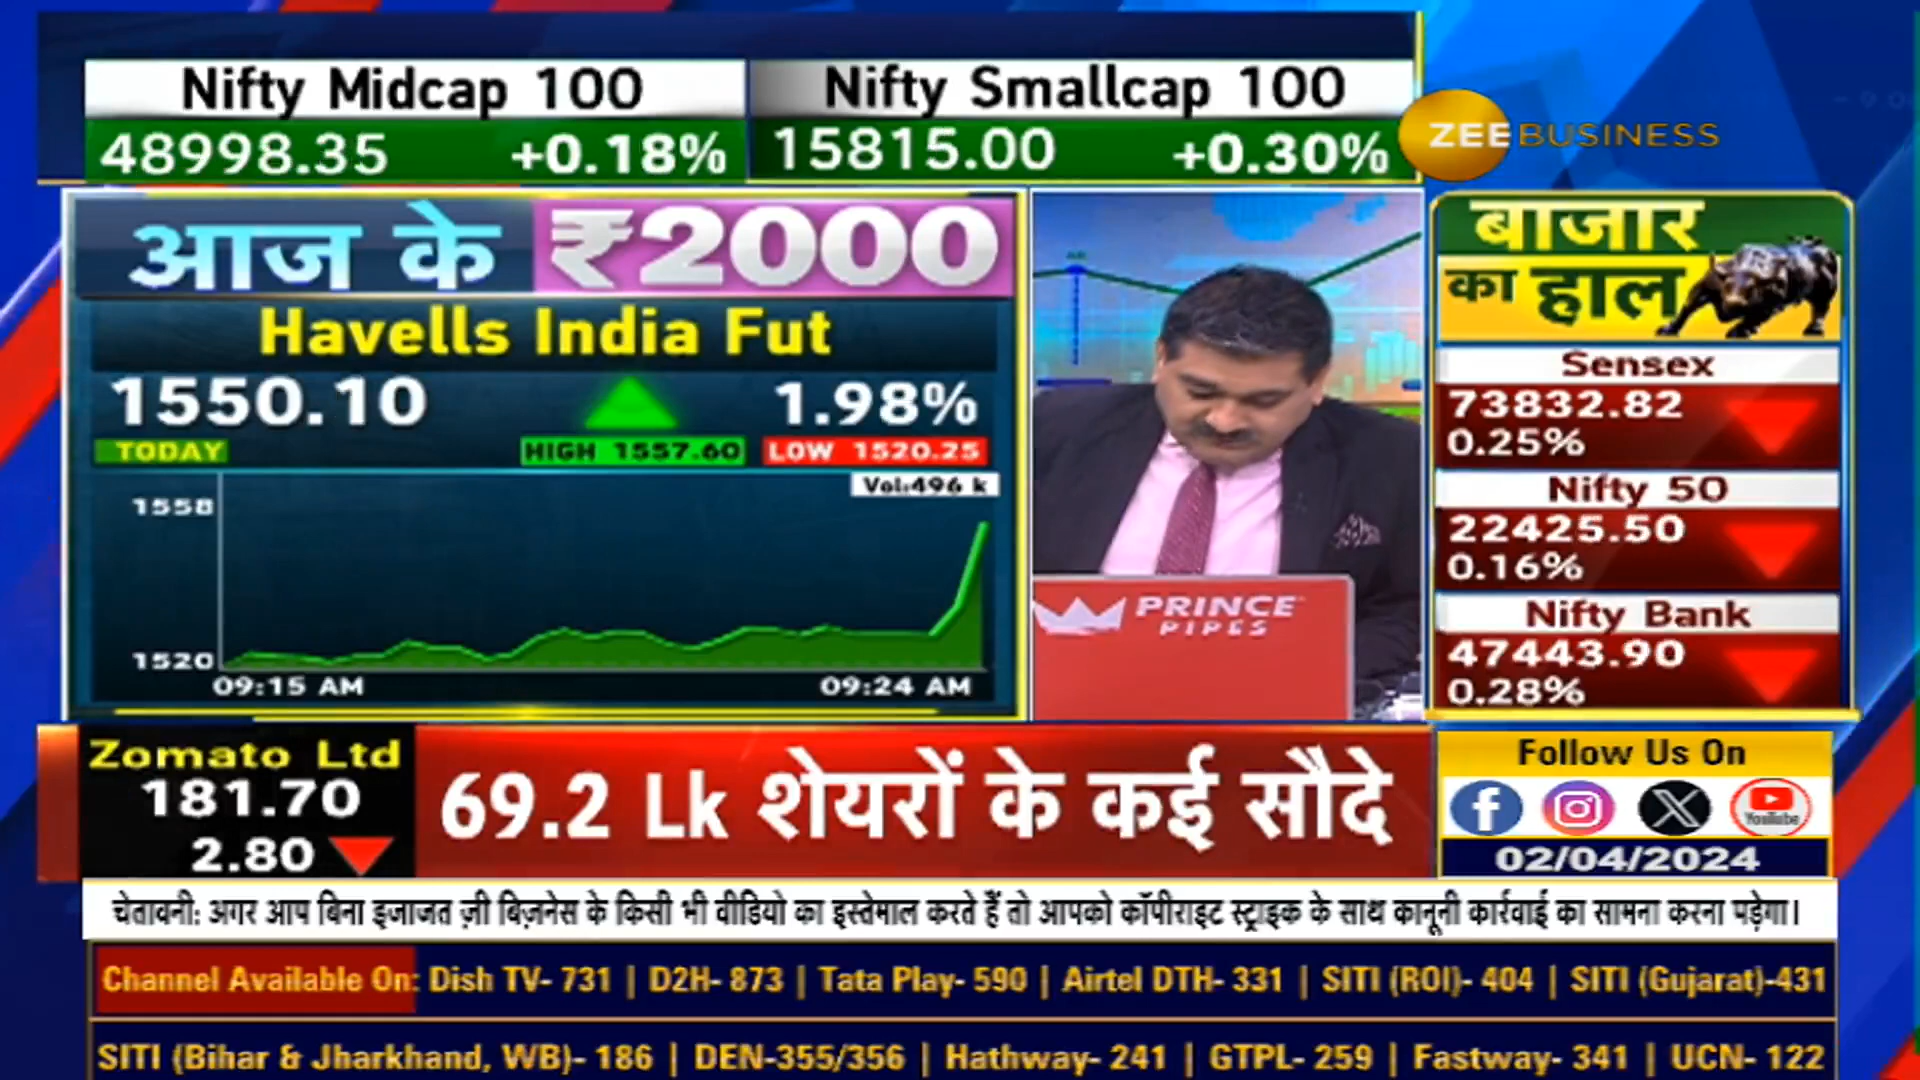 Nifty Midcap 100
48998.35 +0.18%
Nifty Smallcap 100
15815.00 +0.30%
ZEE BUSINESS
आज के ₹2000
Havells India Fut
1550.10 1.98%
TODAY HIGH 1557.60 LOW 1520.25
Vol:496 k
1558
1520
09:15 AM 09:24 AM
PRINCE
PIPES
बाजार
का हाल
Sensex
73832.82
0.25%
Nifty 50
22425.50
0.16%
Nifty Bank
47443.90
0.28%
Zomato Ltd
181.70
2.80
69.2 Lk शेयरों के कई सौदे
Follow Us On
YouTube
02/04/2024
चेतावनी: अगर आप बिना इजाजत ज़ी बिज़नेस के किसी भी वीडियो का इस्तेमाल करते हैं तो आपको कॉपीराइट स्ट्राइक के साथ कानूनी कार्रवाई का सामना करना पड़ेगा।
Channel Available On: Dish TV- 731 | D2H- 873 | Tata Play- 590 | Airtel DTH- 331 | SITI (ROI)- 404 | SITI (Gujarat)-431
SITI (Bihar & Jharkhand, WB)- 186 | DEN-355/356 | Hathway- 241 | GTPL- 259 | Fastway- 341 | UCN- 122